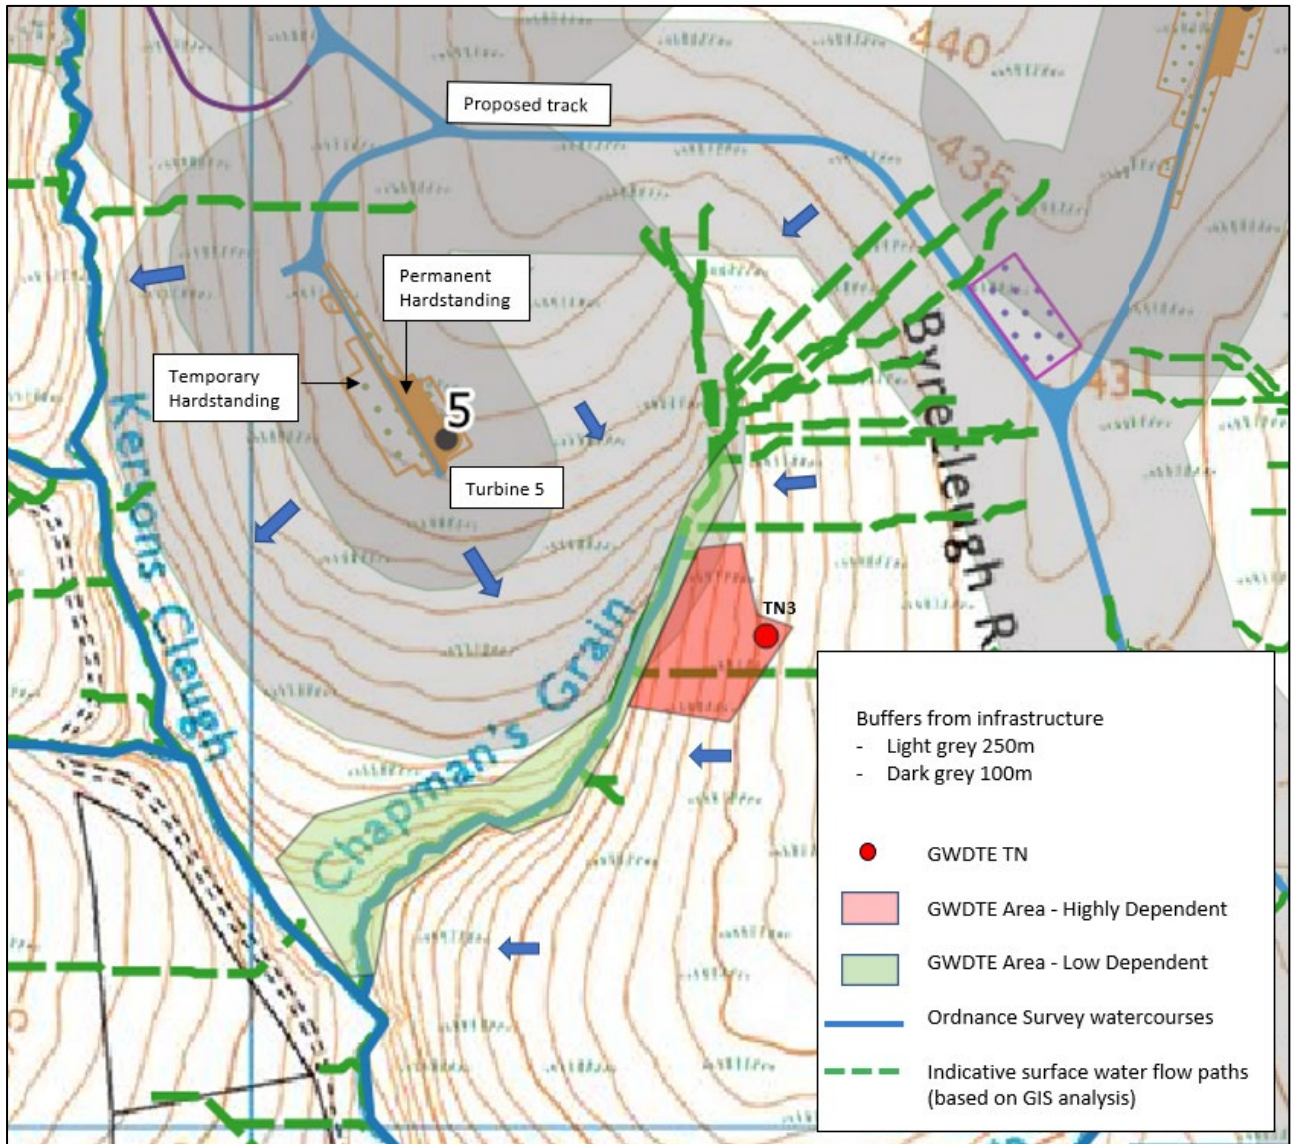 440
Proposed track
435
Permanent
Hardstanding
Temporary
Hardstanding
5
Turbine 5
431
Byrecleugh R
Kersons Cleugh
TN3
Chapman's Grain
Buffers from infrastructure
- Light grey 250m
- Dark grey 100m
GWDTE TN
GWDTE Area - Highly Dependent
GWDTE Area - Low Dependent
Ordnance Survey watercourses
Indicative surface water flow paths
(based on GIS analysis)